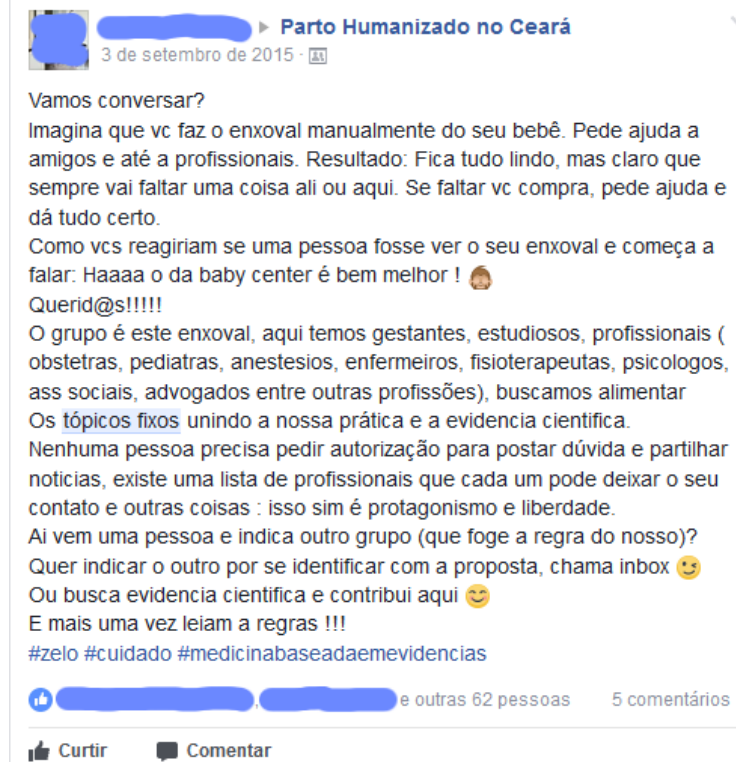 Parto Humanizado no Ceará
3 de setembro de 2015 ·
Vamos conversar?
Imagina que vc faz o enxoval manualmente do seu bebê. Pede ajuda a
amigos e até a profissionais. Resultado: Fica tudo lindo, mas claro que
sempre vai faltar uma coisa ali ou aqui. Se faltar vc compra, pede ajuda e
dá tudo certo.
Como vcs reagiriam se uma pessoa fosse ver o seu enxoval e começa a
falar: Haaaa o da baby center é bem melhor ! 🙈
Querid@s!!!!!
O grupo é este enxoval, aqui temos gestantes, estudiosos, profissionais (
obstetras, pediatras, anestesios, enfermeiros, fisioterapeutas, psicologos,
ass sociais, advogados entre outras profissões), buscamos alimentar
Os tópicos fixos unindo a nossa prática e a evidencia cientifica.
Nenhuma pessoa precisa pedir autorização para postar dúvida e partilhar
noticias, existe uma lista de profissionais que cada um pode deixar o seu
contato e outras coisas : isso sim é protagonismo e liberdade.
Ai vem uma pessoa e indica outro grupo (que foge a regra do nosso)?
Quer indicar o outro por se identificar com a proposta, chama inbox 😉
Ou busca evidencia cientifica e contribui aqui 😊
E mais uma vez leiam a regras !!!
#zelo #cuidado #medicinabaseadaemevidencias
, e outras 62 pessoas 5 comentários
Curtir Comentar